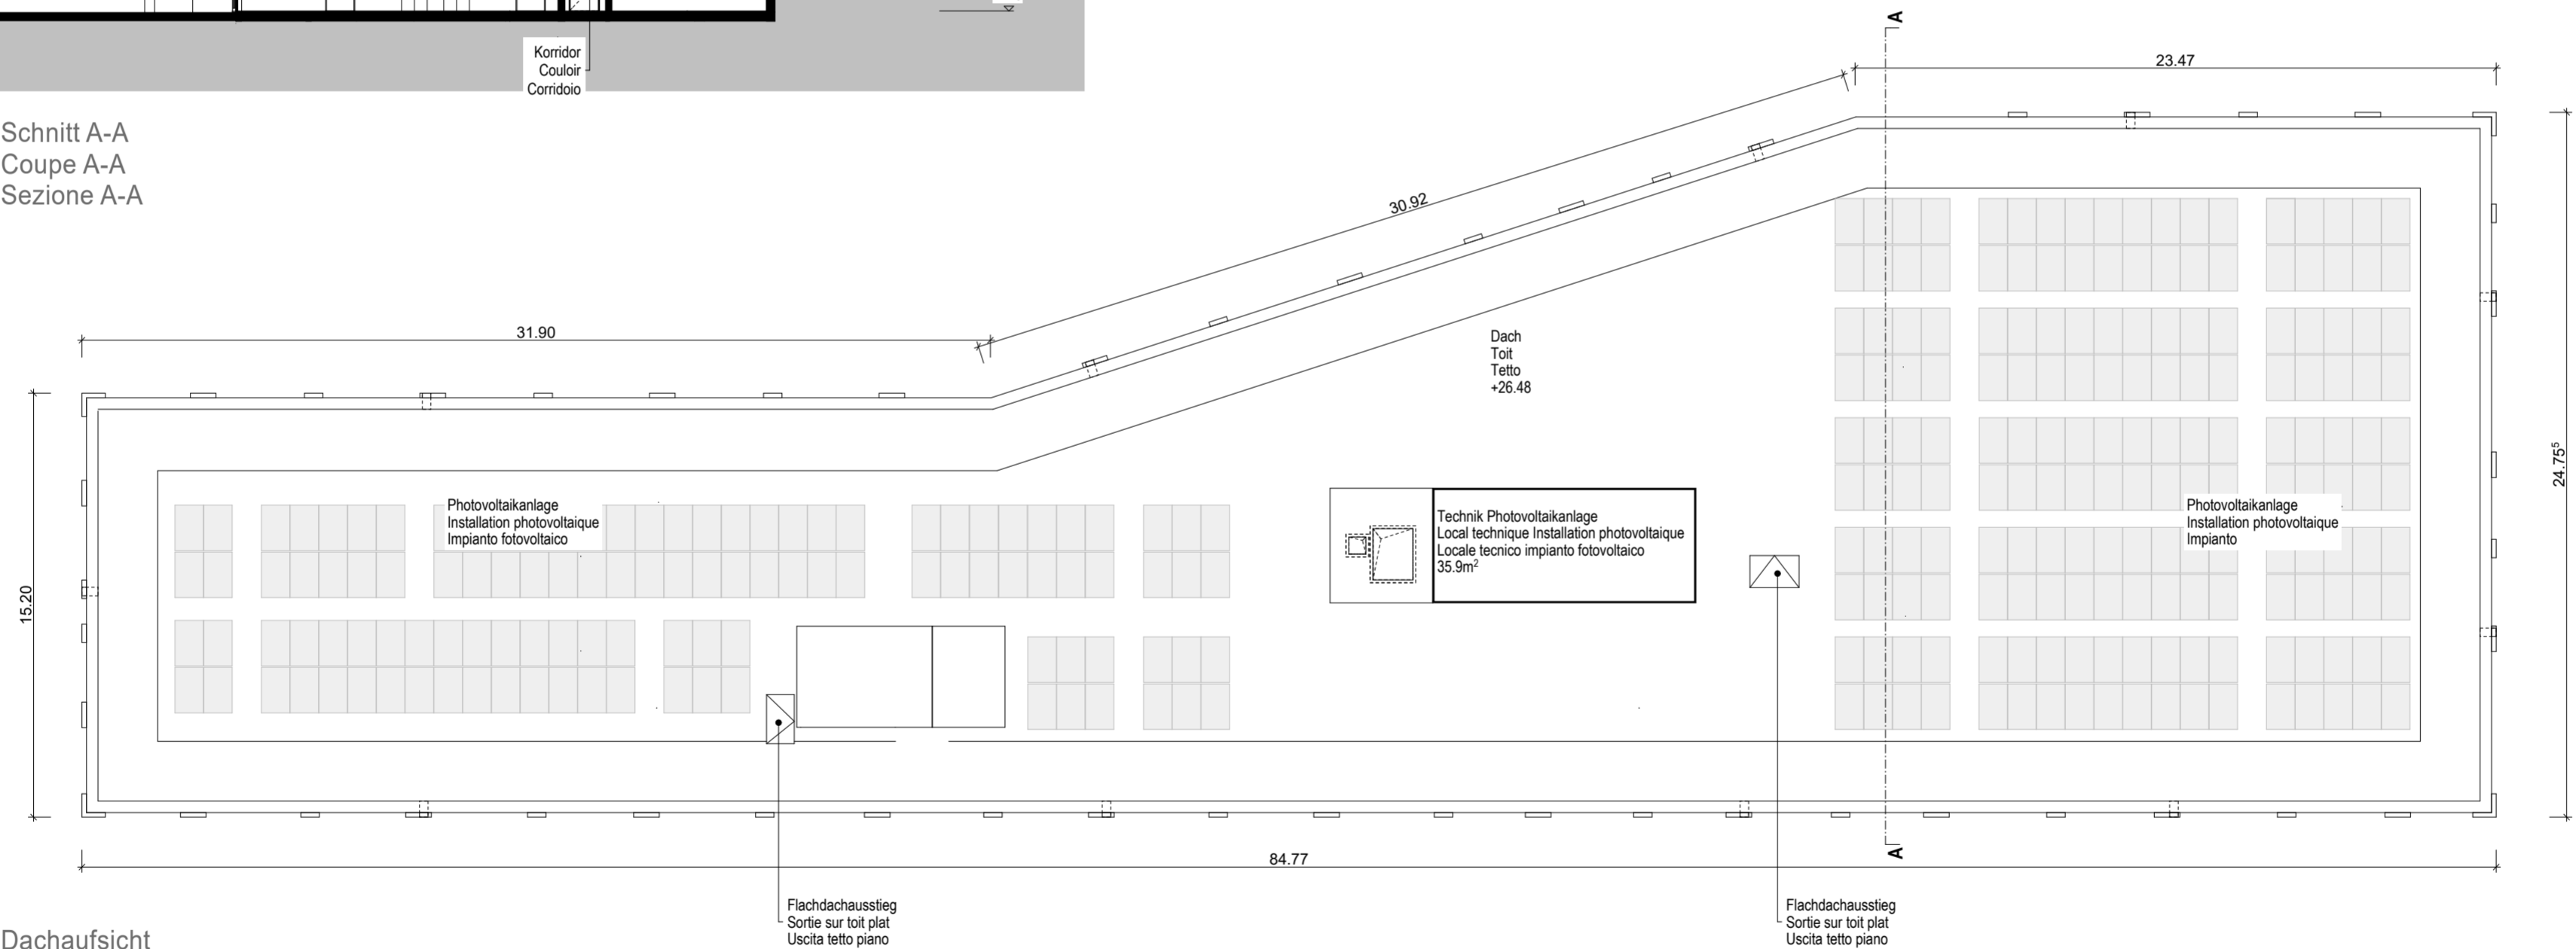 Korridor
Couloir
Corridoio
Schnitt A-A
Coupe A-A
Sezione A-A
A
23.47
30.92
31.90
Dach
Toit
Tetto
+26.48
24.75⁵
15.20
Photovoltaikanlage
Installation photovoltaique
Impianto fotovoltaico
Technik Photovoltaikanlage
Local technique Installation photovoltaique
Locale tecnico impianto fotovoltaico
35.9m²
Photovoltaikanlage
Installation photovoltaique
Impianto
A
84.77
Flachdachausstieg
Sortie sur toit plat
Uscita tetto piano
Flachdachausstieg
Sortie sur toit plat
Uscita tetto piano
Dachaufsicht